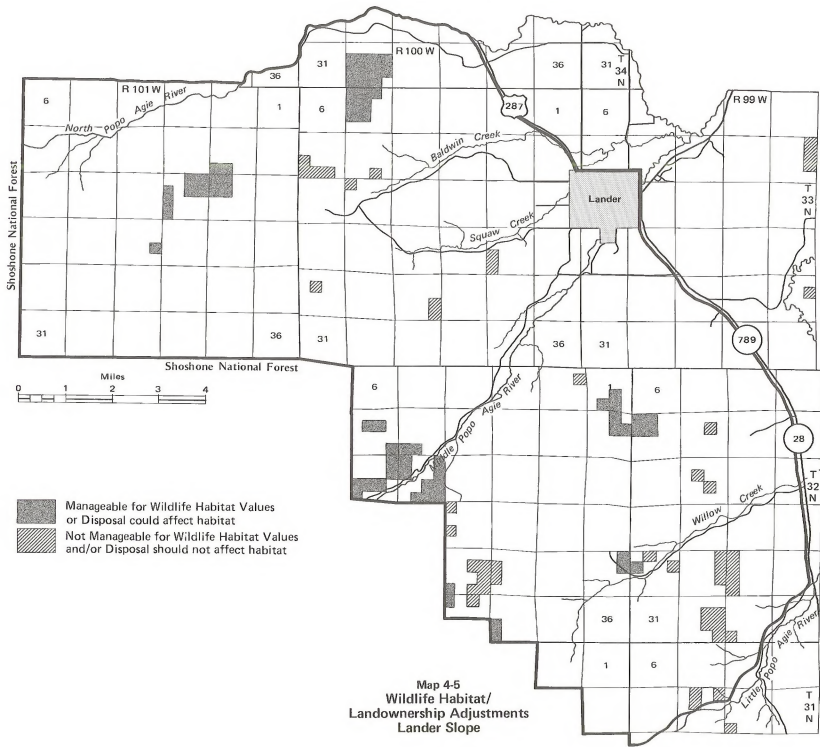 R 100 W
31
36
31
T
34
N
36
R 101 W
287
R 99 W
6
1
6
1
6
North Popo Agie River
Baldwin Creek
Shoshone National Forest
Lander
T
33
N
Squaw Creek
31
36
31
36
31
789
Shoshone National Forest
Miles
0 1 2 3 4
6
1
6
Middle Popo Agie River
28
T
32
N
Willow Creek
Manageable for Wildlife Habitat Values
or Disposal could affect habitat
Not Manageable for Wildlife Habitat Values
and/or Disposal should not affect habitat
36
31
1
6
Little Popo Agie River
T
31
N
Map 4-5
Wildlife Habitat/
Landownership Adjustments
Lander Slope